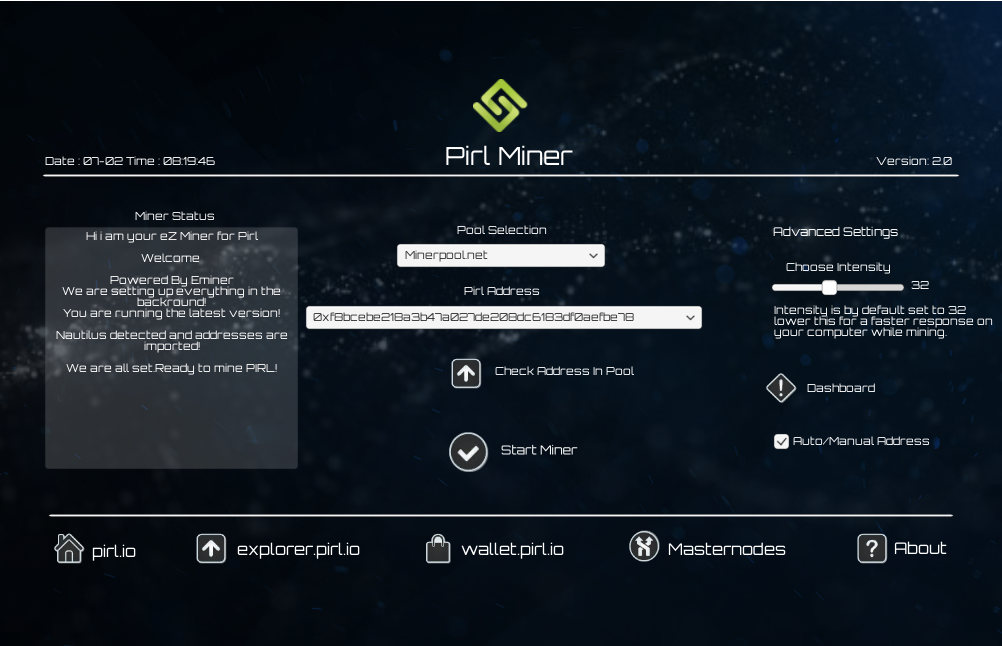 Date : 07-02 Time : 08:19:46
Pirl Miner
Version: 2.0
Miner Status
Hi i am your eZ Miner for Pirl
Welcome
Powered By Eminer
We are setting up everything in the
backround!
You are running the latest version!
Nautilus detected and addresses are
imported!
We are all set.Ready to mine PIRL!
Pool Selection
Minerpool.net
Pirl Address
0xf8bcebe218a3b47a027de208dc6183df0aefbe78
Check Address In Pool
Start Miner
Advanced Settings
Choose Intensity
32
Intensity is by default set to 32
lower this for a faster response on
your computer while mining.
Dashboard
Auto/Manual Address
pirl.io
explorer.pirl.io
wallet.pirl.io
Masternodes
About